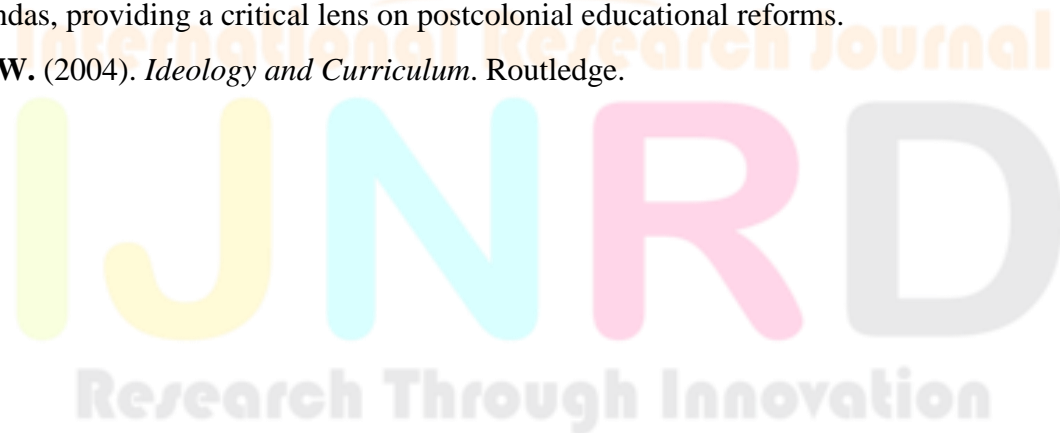 ndas, providing a critical lens on postcolonial educational reforms.
International Research Journal
W. (2004). Ideology and Curriculum. Routledge.
IJNRD
Research Through Innovation